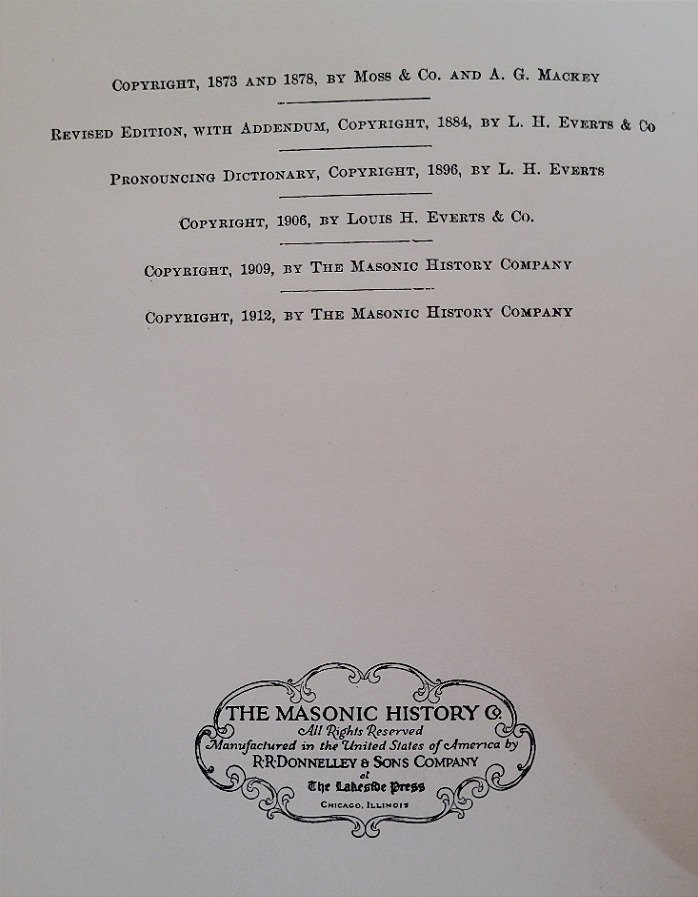 Copyright, 1873 and 1878, by Moss & Co. and A. G. Mackey
Revised Edition, with Addendum, Copyright, 1884, by L. H. Everts & Co
Pronouncing Dictionary, Copyright, 1896, by L. H. Everts
Copyright, 1906, by Louis H. Everts & Co.
Copyright, 1909, by The Masonic History Company
Copyright, 1912, by The Masonic History Company
THE MASONIC HISTORY Co.
All Rights Reserved
Manufactured in the United States of America by
R·R·DONNELLEY & SONS COMPANY
at
The Lakeside Press
Chicago, Illinois